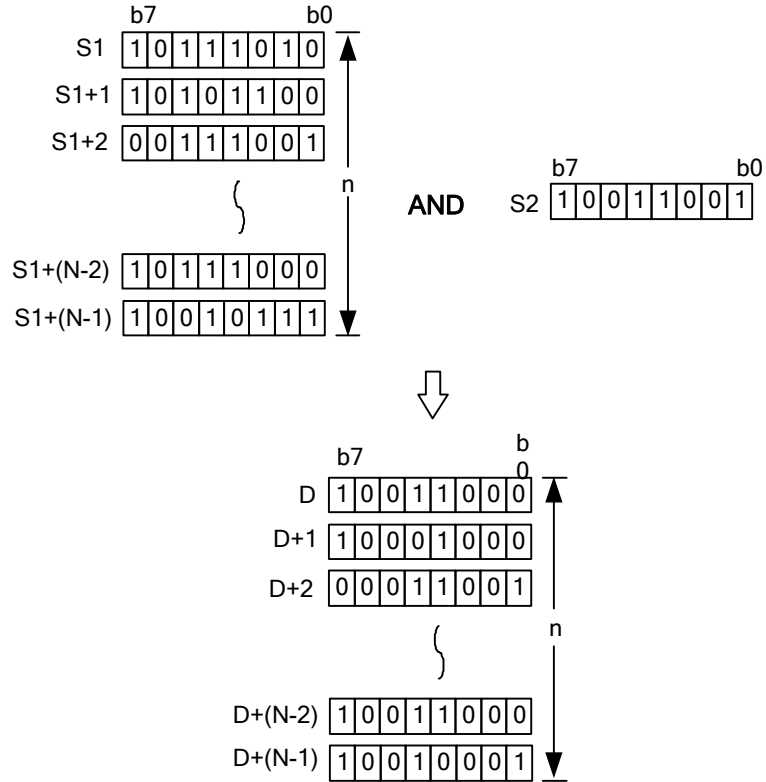 b7 b0
S1 1 0 1 1 1 0 1 0
S1+1 1 0 1 0 1 1 0 0
S1+2 0 0 1 1 1 0 0 1
b7 b0
n AND S2 1 0 0 1 1 0 0 1
S1+(N-2) 1 0 1 1 1 0 0 0
S1+(N-1) 1 0 0 1 0 1 1 1
b7 b
0
D 1 0 0 1 1 0 0 0
D+1 1 0 0 0 1 0 0 0
D+2 0 0 0 1 1 0 0 1
n
D+(N-2) 1 0 0 1 1 0 0 0
D+(N-1) 1 0 0 1 0 0 0 1